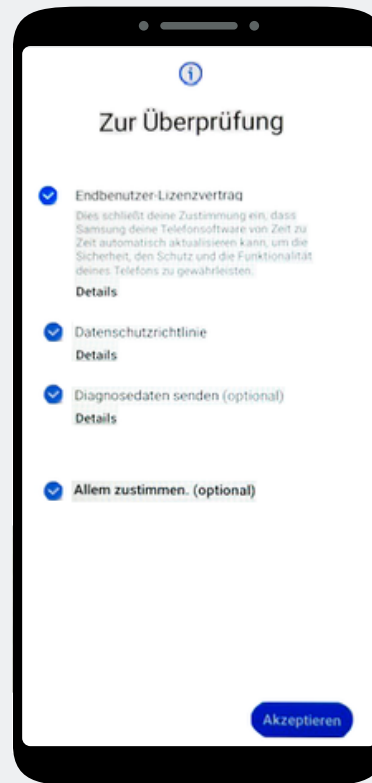 Zur Überprüfung
Endbenutzer-Lizenzvertrag
Dies schließt deine Zustimmung ein, dass
Samsung deine Telefonsoftware von Zeit zu
Zeit automatisch aktualisieren kann, um die
Sicherheit, den Schutz und die Funktionalität
deines Telefons zu gewährleisten.
Details
Datenschutzrichtlinie
Details
Diagnosedaten senden (optional)
Details
Allem zustimmen. (optional)
Akzeptieren